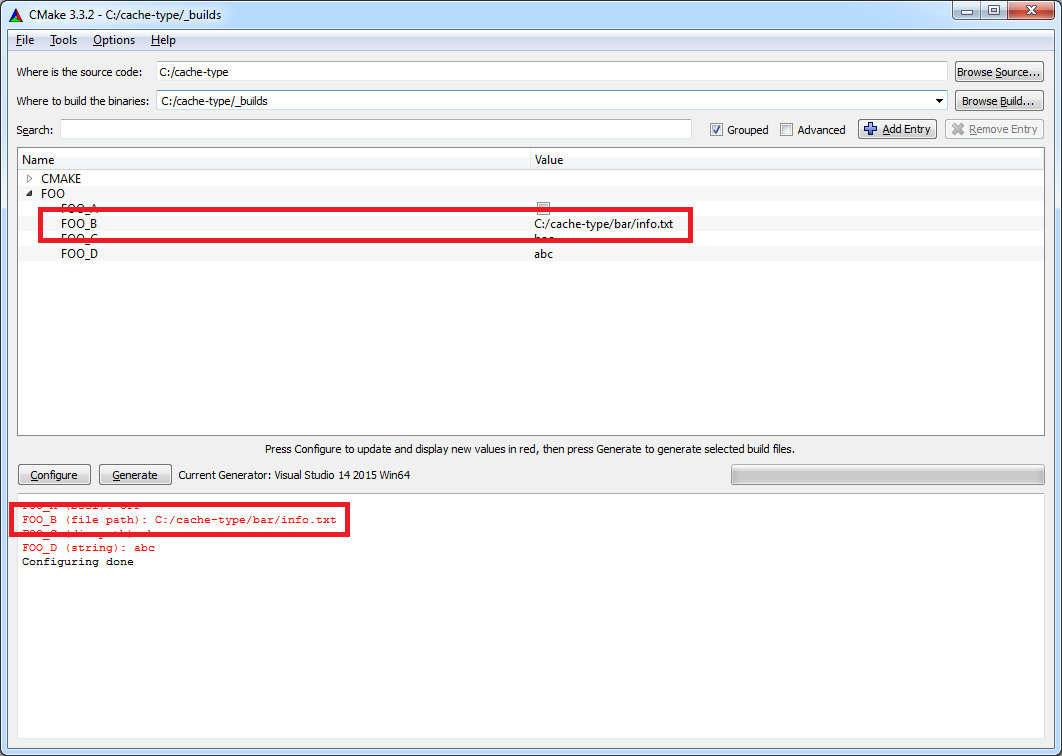 CMake 3.3.2 - C:/cache-type/_builds
File Tools Options Help
Where is the source code: C:/cache-type Browse Source...
Where to build the binaries: C:/cache-type/_builds Browse Build...
Search: Grouped Advanced Add Entry Remove Entry
Name Value
CMAKE
FOO
FOO_A
FOO_B C:/cache-type/bar/info.txt
FOO_C
FOO_D abc
Press Configure to update and display new values in red, then press Generate to generate selected build files.
Configure Generate Current Generator: Visual Studio 14 2015 Win64
FOO_A (bool): Off
FOO_B (file path): C:/cache-type/bar/info.txt
FOO_D (string): abc
Configuring done